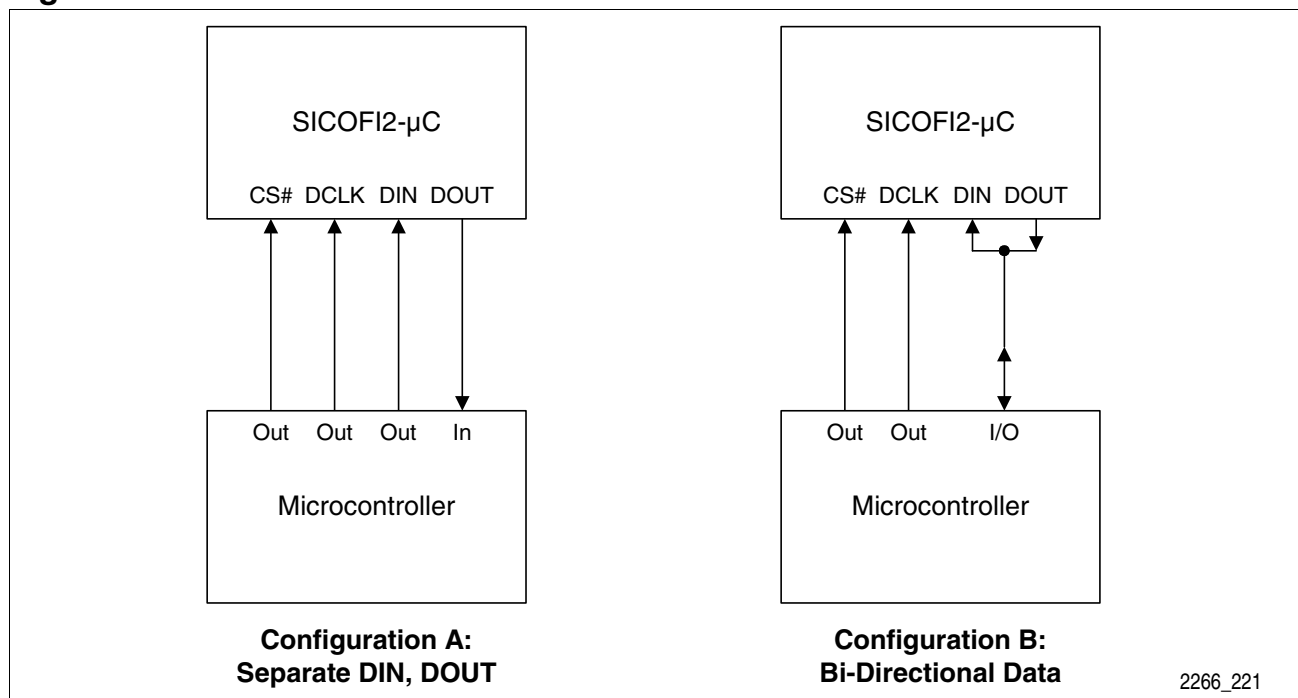 SICOFI2-µC
CS# DCLK DIN DOUT
Out Out Out In
Microcontroller
Configuration A:
Separate DIN, DOUT
SICOFI2-µC
CS# DCLK DIN DOUT
Out Out I/O
Microcontroller
Configuration B:
Bi-Directional Data
2266_221